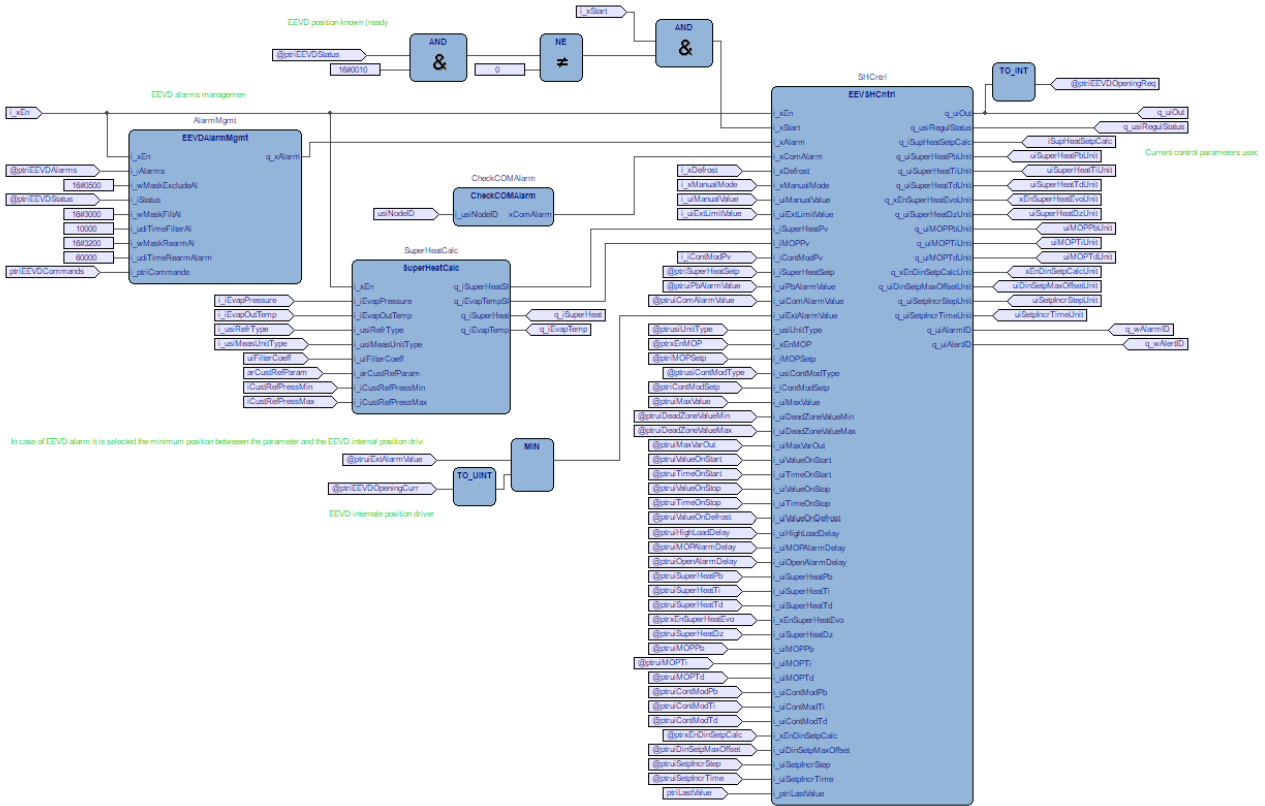 i_xStart
EEVD position known (ready
AND
&
NE
≠
AND
&
@ptriEEVDStatus
16#0010
0
TO_INT
@ptriEEVDOpeningReq
EEVD alarms managemen
i_xEn
AlarmMgmt
EEVDAlarmMgmt
i_xEn
q_xAlarm
i_iAlarms
i_wMaskExcludeAl
i_iStatus
i_wMaskFiltAl
i_udiTimeFilterAl
i_wMaskRearmAl
i_udiTimeRearmAlarm
i_ptriCommands
@ptriEEVDAlarms
16#0500
@ptriEEVDStatus
16#3000
10000
16#3200
60000
ptriEEVDCommands
CheckCOMAlarm
CheckCOMAlarm
usiNodeID
i_usiNodeID
xComAlarm
SuperHeatCalc
SuperHeatCalc
i_xEn
i_iEvapPressure
i_iEvapOutTemp
i_usiRefrType
i_usiMeasUnitType
i_uiFilterCoeff
i_arCustRefParam
i_iCustRefPressMin
i_iCustRefPressMax
q_iSuperHeatSI
q_iEvapTempSI
q_iSuperHeat
q_iEvapTemp
i_iEvapPressure
i_iEvapOutTemp
i_usiRefrType
i_usiMeasUnitType
uiFilterCoeff
arCustRefParam
iCustRefPressMin
iCustRefPressMax
q_iSuperHeat
q_iEvapTemp
In case of EEVD alarm it is selected the minimum position betweeen the parameter and the EEVD internal position driv
MIN
@ptruiExtAlarmValue
TO_UINT
@ptriEEVDOpeningCurr
EEVD internale position driver
SHCntrl
EEVSHCntrl
i_xEn
i_xStart
i_xAlarm
i_xComAlarm
i_xDefrost
i_xManualMode
i_uiManualValue
i_uiExtLimitValue
i_iSuperHeatPv
i_iMOPPv
i_iContModPv
i_iSuperHeatSetp
i_uiPbAlarmValue
i_uiComAlarmValue
i_uiExtAlarmValue
i_usiUnitType
i_xEnMOP
i_iMOPSetp
i_usiContModType
i_iContModSetp
i_uiMaxValue
i_uiDeadZoneValueMin
i_uiDeadZoneValueMax
i_uiMaxVarOut
i_uiValueOnStart
i_uiTimeOnStart
i_uiValueOnStop
i_uiTimeOnStop
i_uiValueOnDefrost
i_uiHighLoadDelay
i_uiMOPAlarmDelay
i_uiOpenAlarmDelay
i_uiSuperHeatPb
i_uiSuperHeatTi
i_uiSuperHeatTd
i_xEnSuperHeatEvo
i_uiSuperHeatDz
i_uiMOPPb
i_uiMOPTi
i_uiMOPTd
i_uiContModPb
i_uiContModTi
i_uiContModTd
i_xEnDinSetpCalc
i_uiDinSetpMaxOffset
i_uiSetpIncrStep
i_uiSetpIncrTime
i_ptriLastValue
i_xDefrost
i_xManualMode
i_uiManualValue
i_uiExtLimitValue
i_iContModPv
@ptriSuperHeatSetp
@ptruiPbAlarmValue
@ptruiComAlarmValue
@ptrusiUnitType
@ptrxEnMOP
@ptriMOPSetp
@ptrusiContModType
@ptriContModSetp
@ptruiMaxValue
@ptruiDeadZoneValueMin
@ptruiDeadZoneValueMax
@ptruiMaxVarOut
@ptruiValueOnStart
@ptruiTimeOnStart
@ptruiValueOnStop
@ptruiTimeOnStop
@ptruiValueOnDefrost
@ptruiHighLoadDelay
@ptruiMOPAlarmDelay
@ptruiOpenAlarmDelay
@ptruiSuperHeatPb
@ptruiSuperHeatTi
@ptruiSuperHeatTd
@ptrxEnSuperHeatEvo
@ptruiSuperHeatDz
@ptruiMOPPb
@ptruiMOPTi
@ptruiMOPTd
@ptruiContModPb
@ptruiContModTi
@ptruiContModTd
@ptrxEnDinSetpCalc
@ptruiDinSetpMaxOffset
@ptruiSetpIncrStep
@ptruiSetpIncrTime
ptriLastValue
q_uiOut
q_usiRegulStatus
q_iSupHeatSetpCalc
q_uiSuperHeatPbUnit
q_uiSuperHeatTiUnit
q_uiSuperHeatTdUnit
q_xEnSuperHeatEvoUnit
q_uiSuperHeatDzUnit
q_uiMOPPbUnit
q_uiMOPTiUnit
q_uiMOPTdUnit
q_xEnDinSetpCalcUnit
q_uiDinSetpMaxOffsetUnit
q_uiSetpIncrStepUnit
q_uiSetpIncrTimeUnit
q_uiAlarmID
q_uiAlertID
q_uiOut
q_usiRegulStatus
iSupHeatSetpCalc
uiSuperHeatPbUnit
uiSuperHeatTiUnit
uiSuperHeatTdUnit
xEnSuperHeatEvoUnit
uiSuperHeatDzUnit
uiMOPPbUnit
uiMOPTiUnit
uiMOPTdUnit
xEnDinSetpCalcUnit
uiDinSetpMaxOffsetUnit
uiSetpIncrStepUnit
uiSetpIncrTimeUnit
q_wAlarmID
q_wAlertID
Current control parameters used